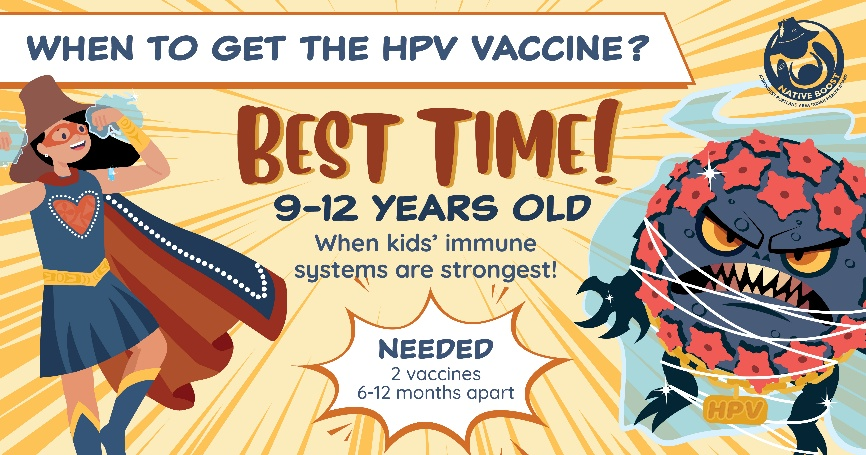 WHEN TO GET THE HPV VACCINE?
BEST TIME!
9-12 YEARS OLD
When kids' immune
systems are strongest!
NEEDED
2 vaccines
6-12 months apart
HPV
NATIVE BOOST